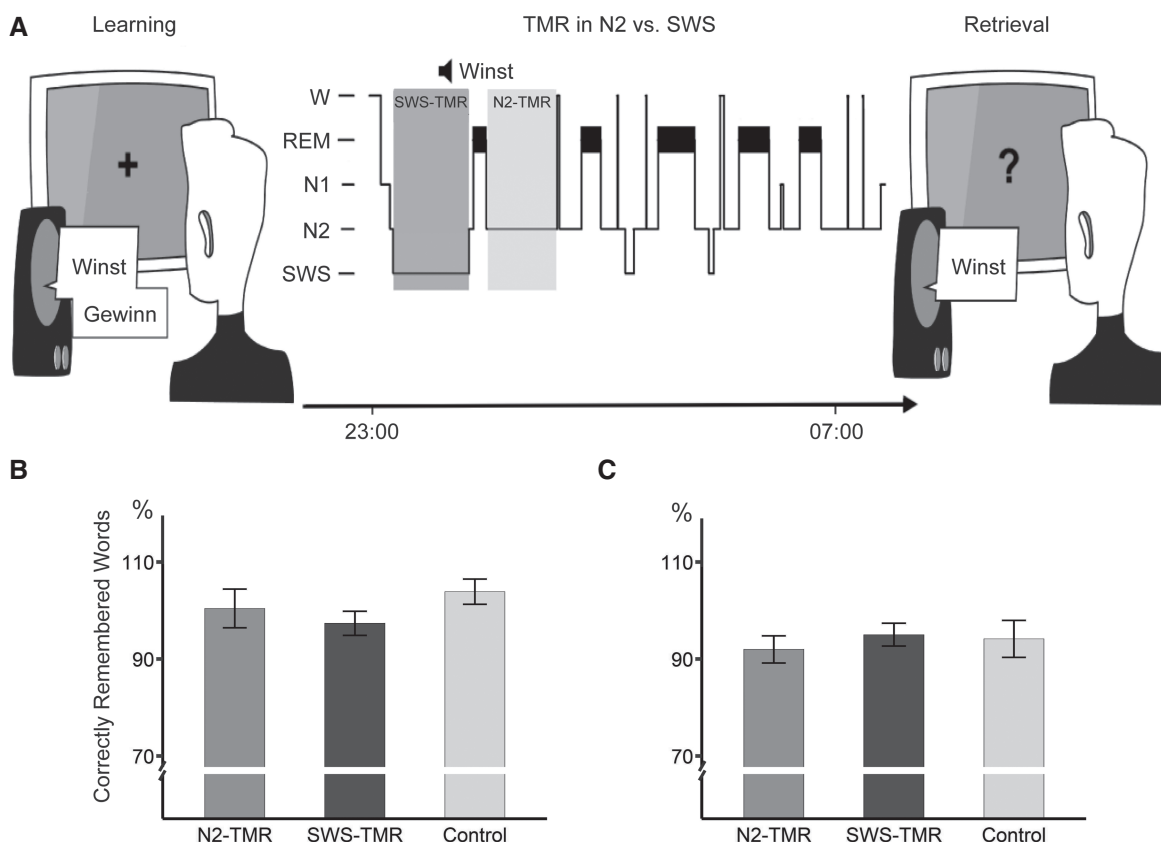 A
Learning
TMR in N2 vs. SWS
Retrieval
Winst
W
REM
N1
N2
SWS
SWS-TMR
N2-TMR
+
Winst
Gewinn
?
Winst
23:00
07:00
B
%
Correctly Remembered Words
110
90
70
N2-TMR
SWS-TMR
Control
C
%
110
90
70
N2-TMR
SWS-TMR
Control